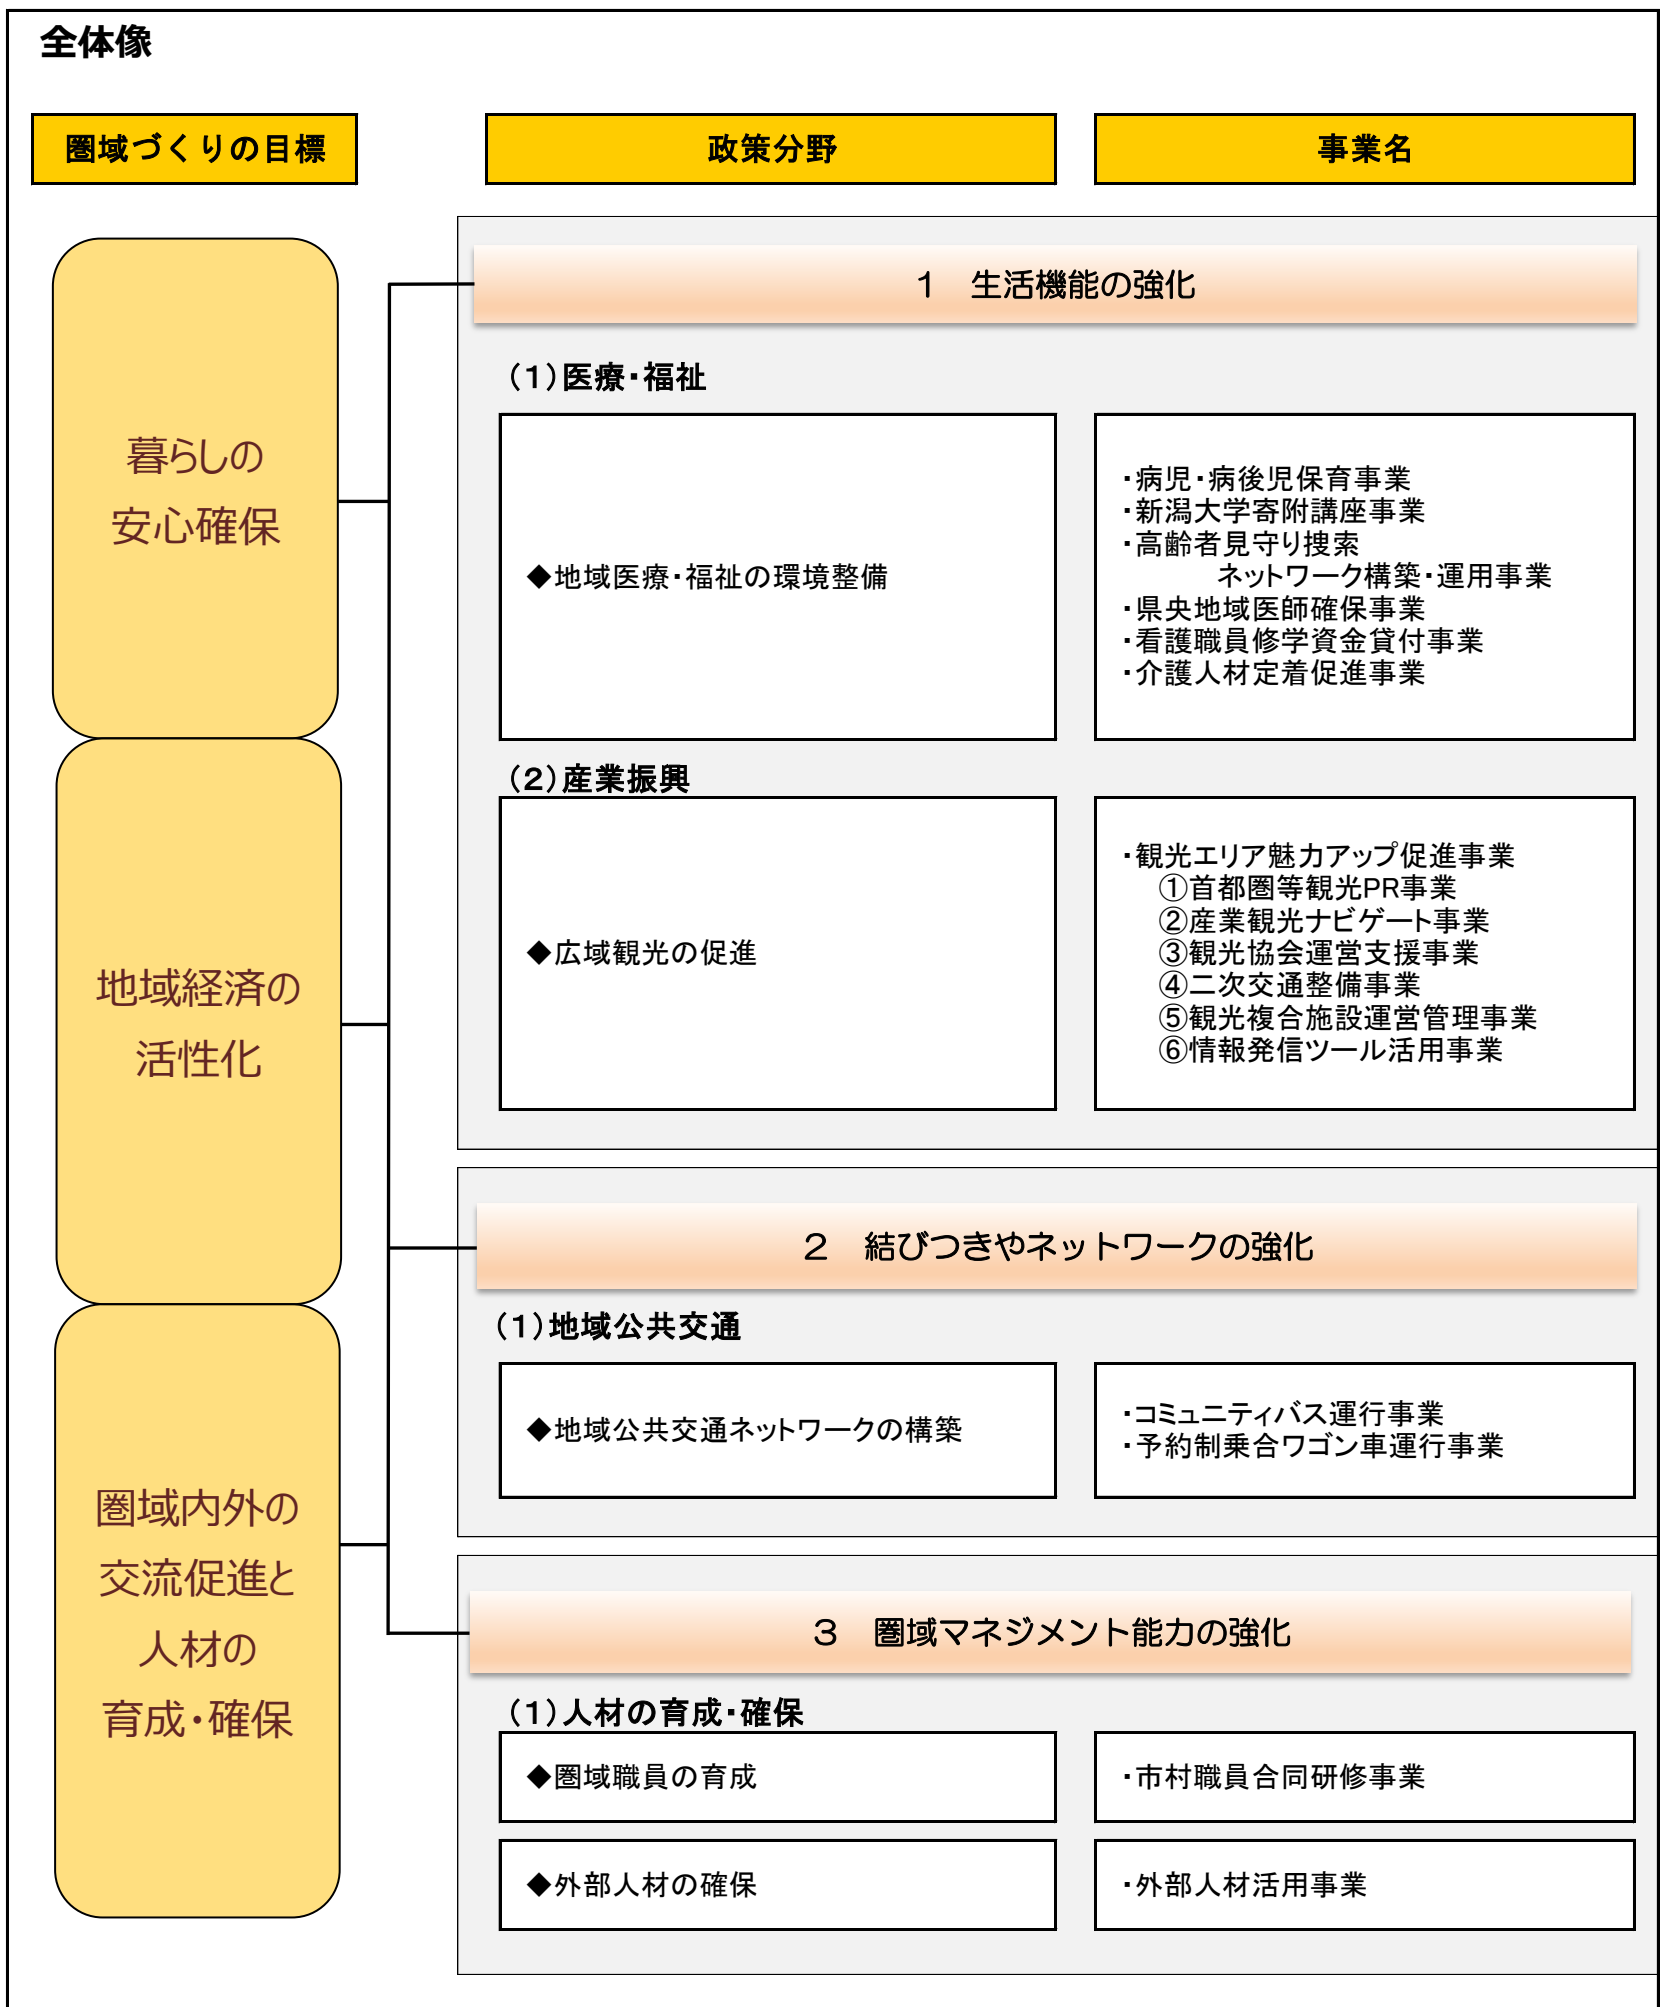 全体像
圏域づくりの目標
政策分野
事業名
暮らしの
安心確保
地域経済の
活性化
圏域内外の
交流促進と
人材の
育成・確保
1　生活機能の強化
（1）医療・福祉
◆地域医療・福祉の環境整備
・病児・病後児保育事業
・新潟大学寄附講座事業
・高齢者見守り捜索
ネットワーク構築・運用事業
・県央地域医師確保事業
・看護職員修学資金貸付事業
・介護人材定着促進事業
（2）産業振興
◆広域観光の促進
・観光エリア魅力アップ促進事業
①首都圏等観光PR事業
②産業観光ナビゲート事業
③観光協会運営支援事業
④二次交通整備事業
⑤観光複合施設運営管理事業
⑥情報発信ツール活用事業
2　結びつきやネットワークの強化
（1）地域公共交通
◆地域公共交通ネットワークの構築
・コミュニティバス運行事業
・予約制乗合ワゴン車運行事業
3　圏域マネジメント能力の強化
（1）人材の育成・確保
◆圏域職員の育成
・市村職員合同研修事業
◆外部人材の確保
・外部人材活用事業